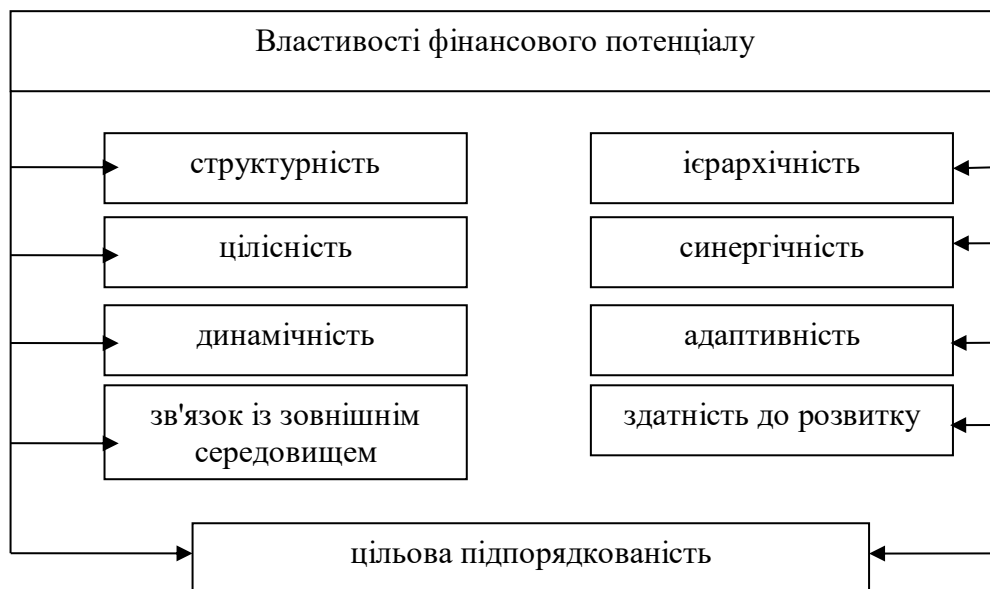 Властивості фінансового потенціалу
структурність
ієрархічність
цілісність
синергічність
динамічність
адаптивність
зв'язок із зовнішнім
середовищем
здатність до розвитку
цільова підпорядкованість